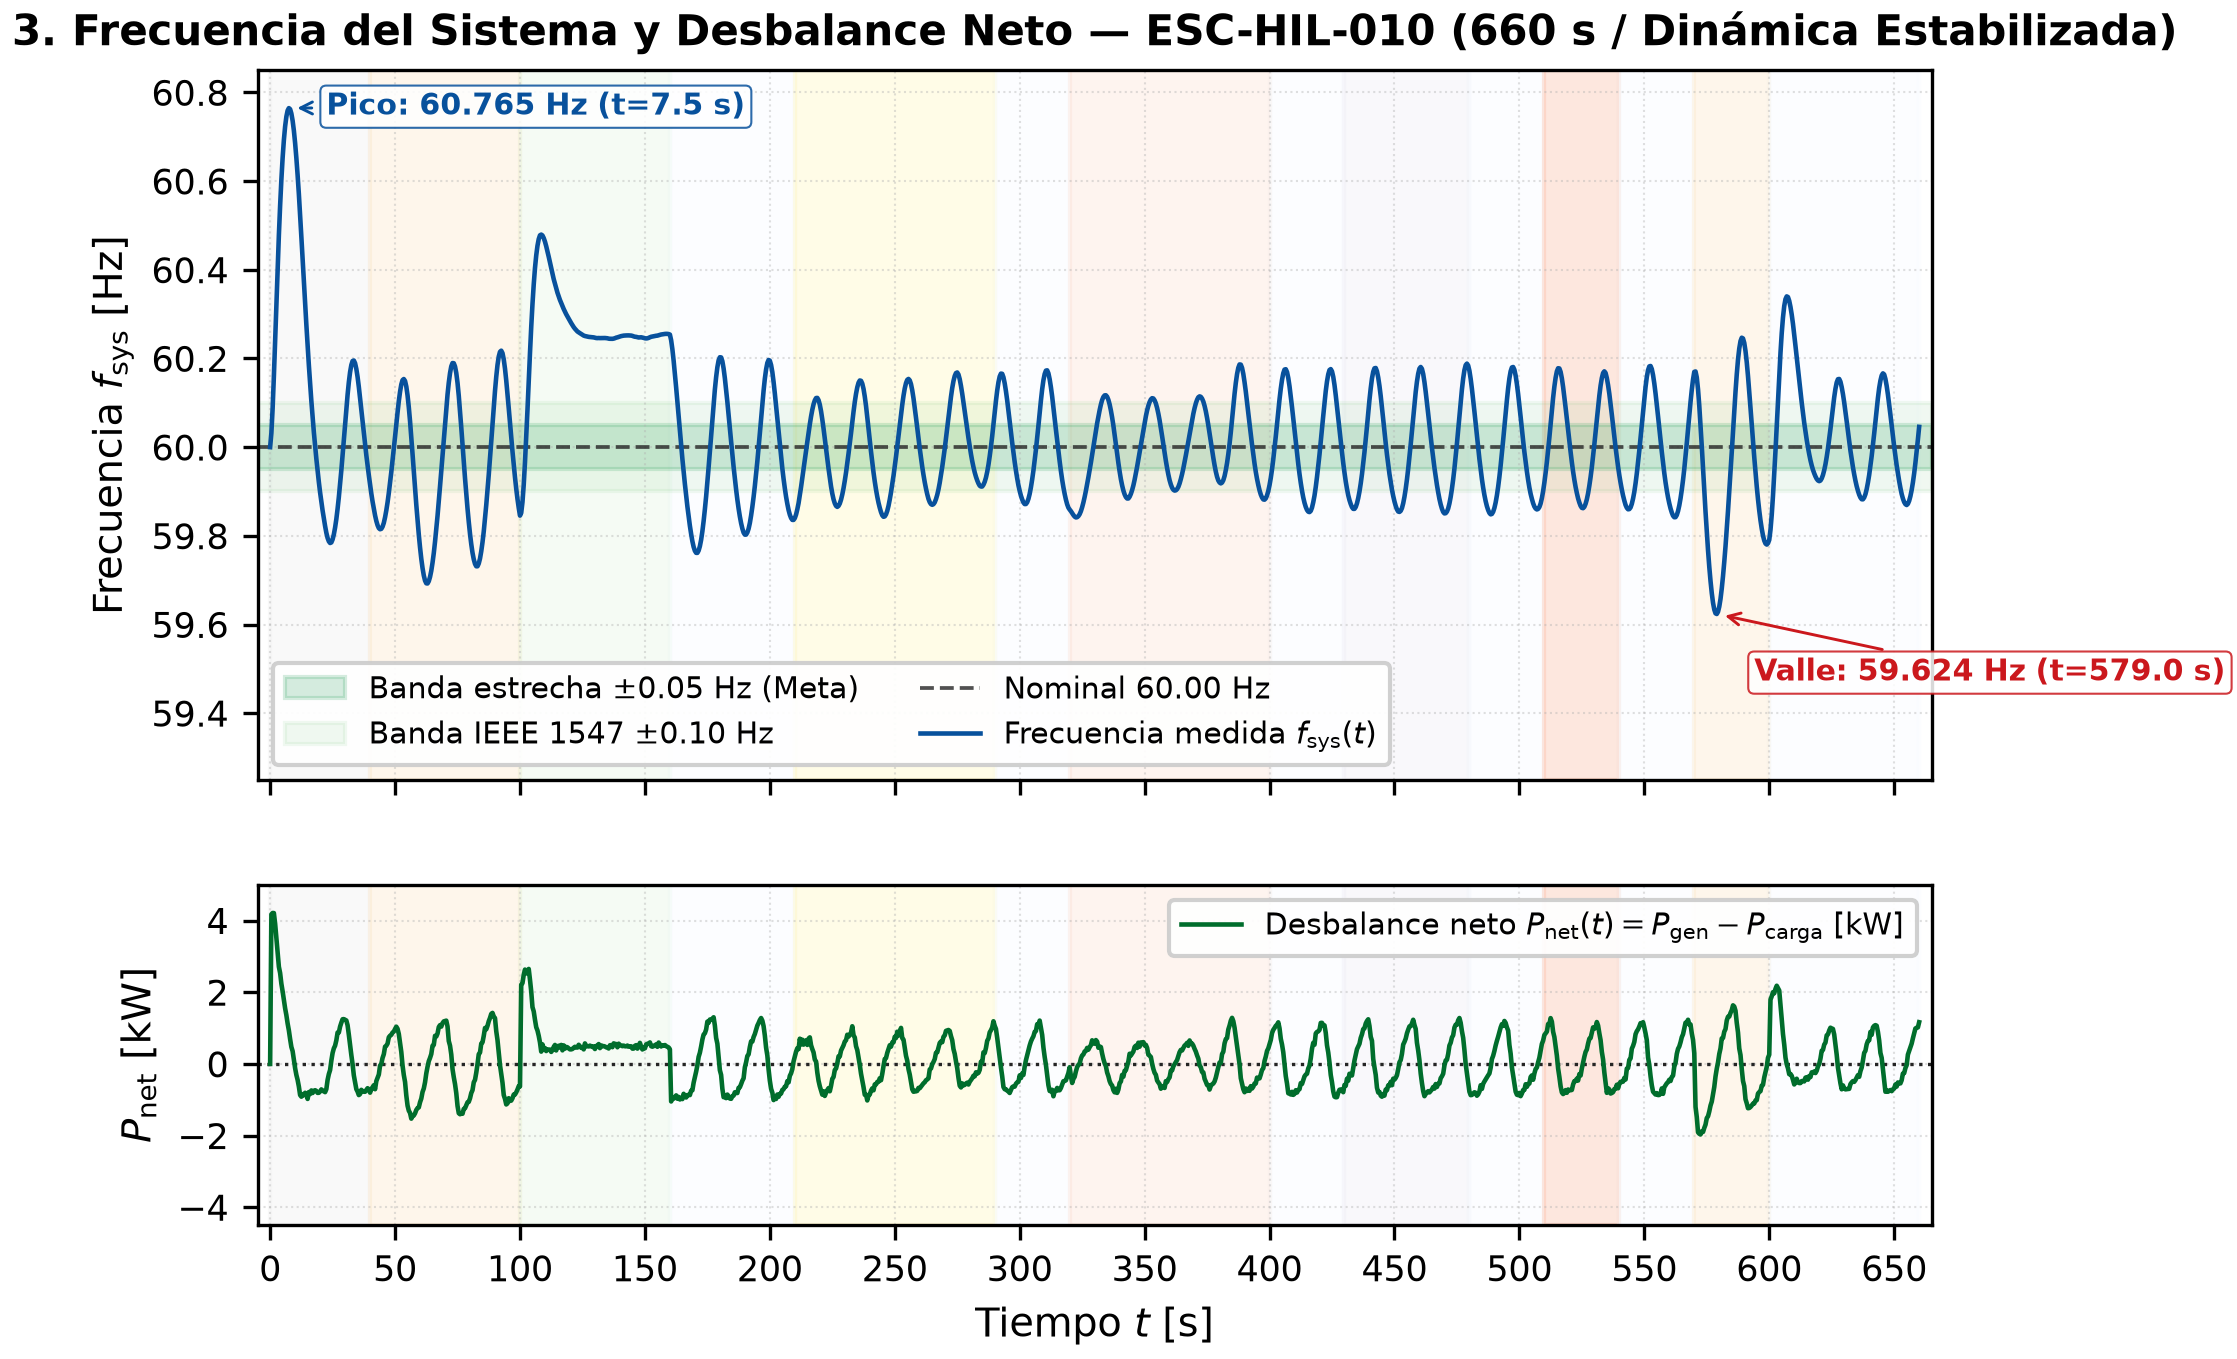 3. Frecuencia del Sistema y Desbalance Neto — ESC-HIL-010 (660 s / Dinámica Estabilizada)
Frecuencia f_sys [Hz]
60.8
60.6
60.4
60.2
60.0
59.8
59.6
59.4
Pico: 60.765 Hz (t=7.5 s)
Valle: 59.624 Hz (t=579.0 s)
Banda estrecha ±0.05 Hz (Meta)
Banda IEEE 1547 ±0.10 Hz
Nominal 60.00 Hz
Frecuencia medida f_sys(t)
P_net [kW]
4
2
0
−2
−4
Desbalance neto P_net(t) = P_gen − P_carga [kW]
0 50 100 150 200 250 300 350 400 450 500 550 600 650
Tiempo t [s]